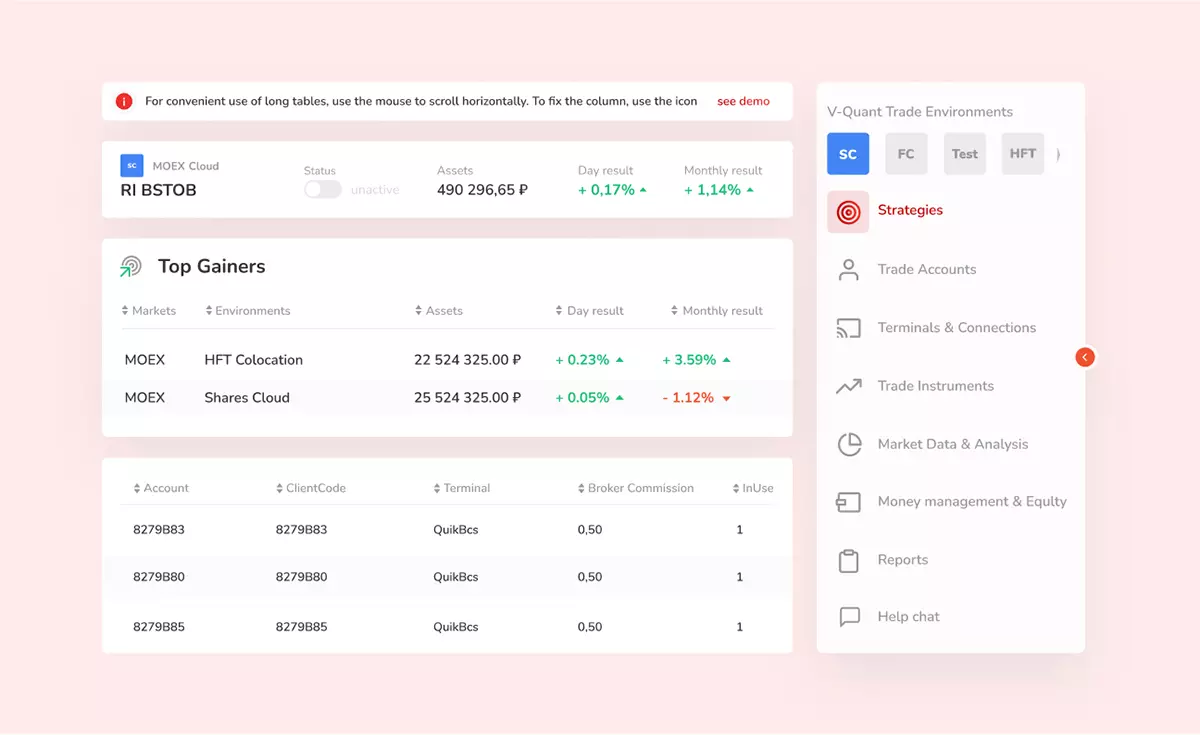 For convenient use of long tables, use the mouse to scroll horizontally. To fix the column, use the icon see demo
SC MOEX Cloud
RI BSTOB
Status
unactive
Assets
490 296,65 ₽
Day result
+ 0,17%
Monthly result
+ 1,14%
Top Gainers
Markets Environments Assets Day result Monthly result
MOEX HFT Colocation 22 524 325.00 ₽ + 0.23% + 3.59%
MOEX Shares Cloud 25 524 325.00 ₽ + 0.05% - 1.12%
Account ClientCode Terminal Broker Commission InUse
8279B83 8279B83 QuikBcs 0,50 1
8279B80 8279B80 QuikBcs 0,50 1
8279B85 8279B85 QuikBcs 0,50 1
V-Quant Trade Environments
SC FC Test HFT
Strategies
Trade Accounts
Terminals & Connections
Trade Instruments
Market Data & Analysis
Money management & Equlty
Reports
Help chat